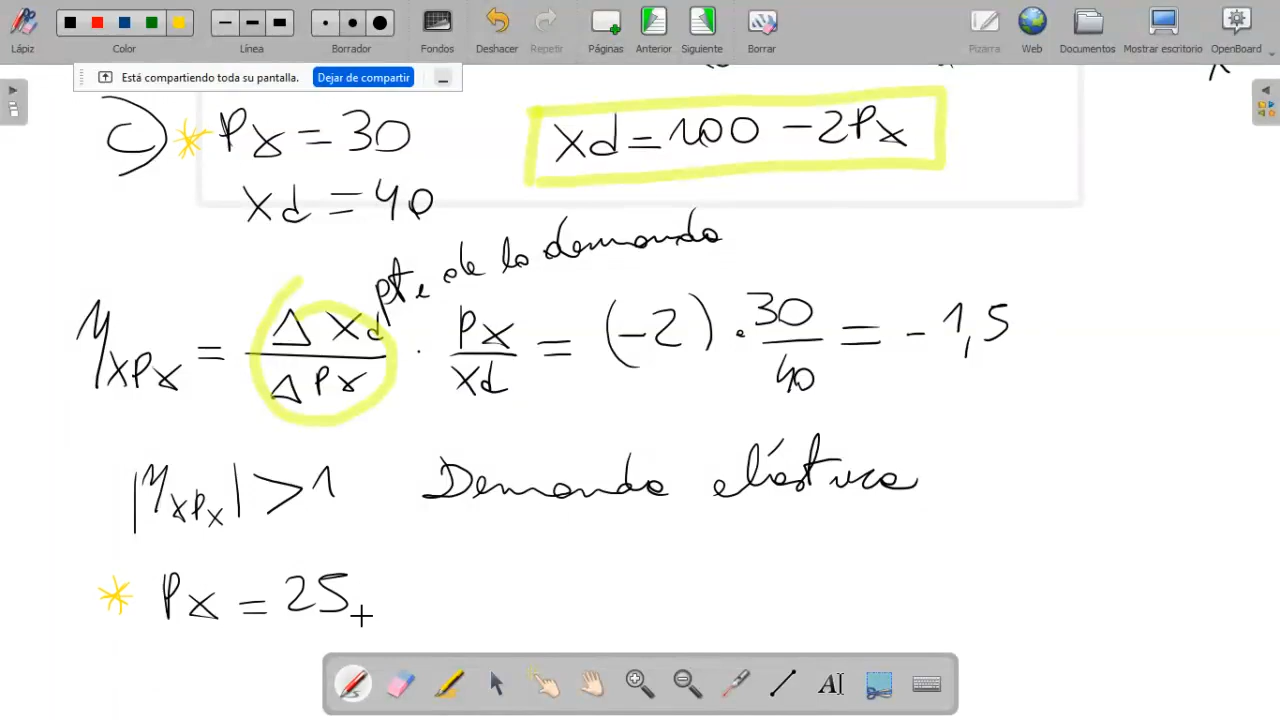 Lápiz Color Línea Borrador Fondos Deshacer Repetir Páginas Anterior Siguiente Borrar Pizarra Web Documentos Mostrar escritorio OpenBoard
Está compartiendo toda su pantalla. Dejar de compartir
c) * Px = 30
Xd = 100 - 2Px
Xd = 40
pte de la demanda
ηXPx = ΔXd/ΔPx · Px/Xd = (-2) · 30/40 = -1,5
|ηXPx| > 1 Demanda elástica
* Px = 25